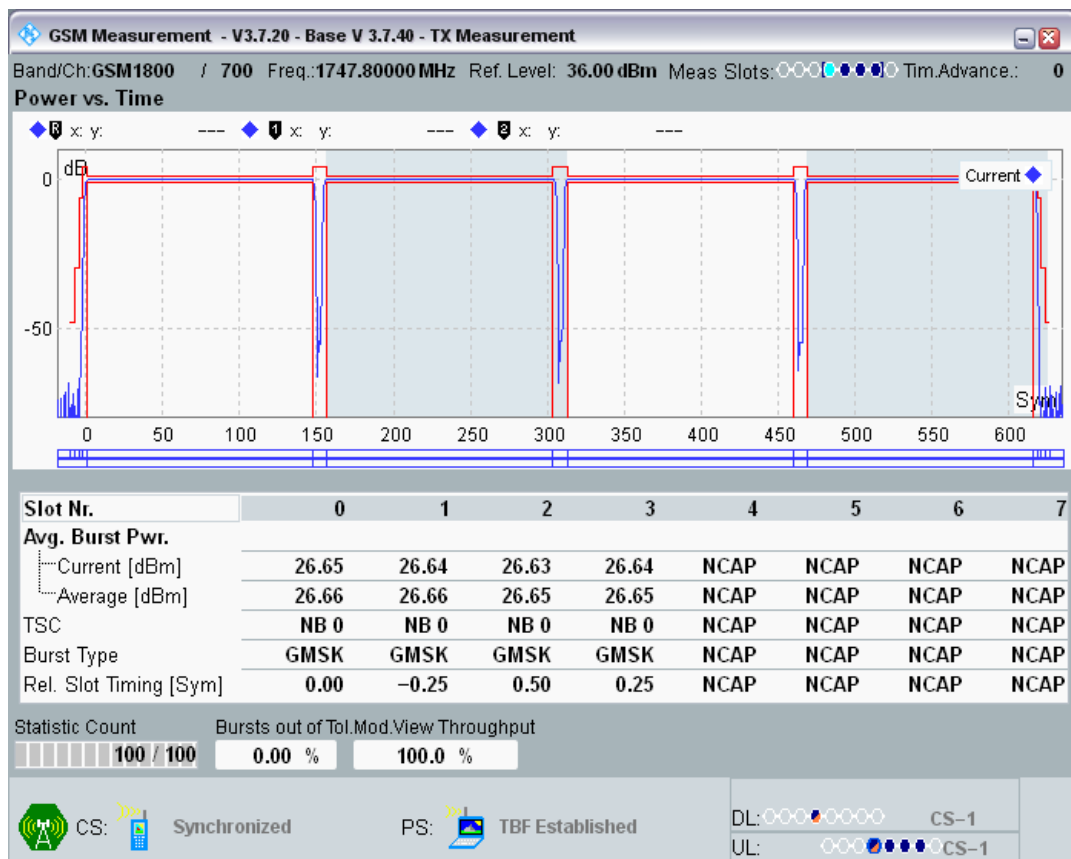 GSM Measurement - V3.7.20 - Base V 3.7.40 - TX Measurement
Band/Ch:GSM1800 / 700 Freq.:1747.80000 MHz Ref. Level: 36.00 dBm Meas Slots: Tim.Advance.: 0
Power vs. Time
R x: y: --- 1 x: y: --- 2 x: y: ---
dB
Current
0
-50
Sym
0 50 100 150 200 250 300 350 400 450 500 550 600
Slot Nr. 0 1 2 3 4 5 6 7
Avg. Burst Pwr.
Current [dBm] 26.65 26.64 26.63 26.64 NCAP NCAP NCAP NCAP
Average [dBm] 26.66 26.66 26.65 26.65 NCAP NCAP NCAP NCAP
TSC NB 0 NB 0 NB 0 NB 0 NCAP NCAP NCAP NCAP
Burst Type GMSK GMSK GMSK GMSK NCAP NCAP NCAP NCAP
Rel. Slot Timing [Sym] 0.00 −0.25 0.50 0.25 NCAP NCAP NCAP NCAP
Statistic Count Bursts out of Tol.Mod.View Throughput
100 / 100 0.00 % 100.0 %
CS: Synchronized PS: TBF Established DL: CS−1
UL: CS−1